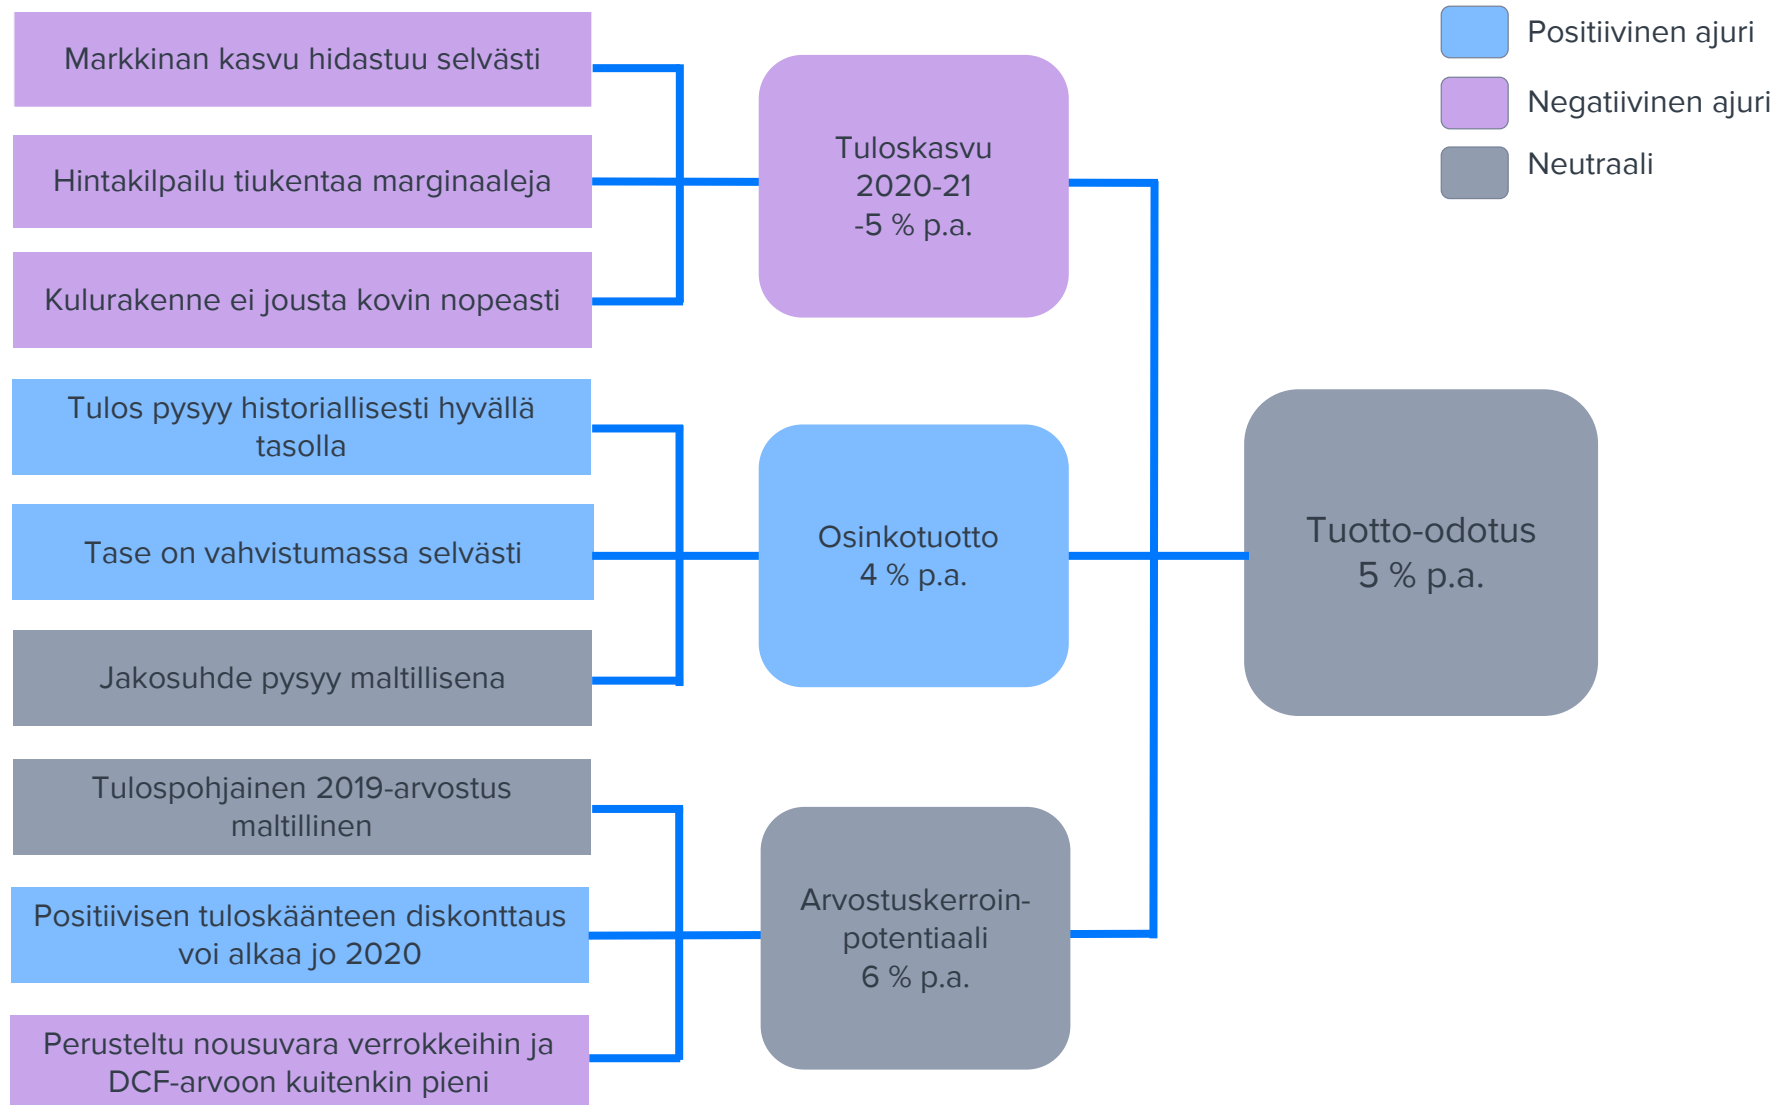 Markkinan kasvu hidastuu selvästi
Hintakilpailu tiukentaa marginaaleja
Kulurakenne ei jousta kovin nopeasti
Tuloskasvu
2020-21
-5 % p.a.
Tulos pysyy historiallisesti hyvällä
tasolla
Tase on vahvistumassa selvästi
Jakosuhde pysyy maltillisena
Osinkotuotto
4 % p.a.
Tulospohjainen 2019-arvostus
maltillinen
Positiivisen tuloskäänteen diskonttaus
voi alkaa jo 2020
Perusteltu nousuvara verrokkeihin ja
DCF-arvoon kuitenkin pieni
Arvostuskerroin-
potentiaali
6 % p.a.
Tuotto-odotus
5 % p.a.
Positiivinen ajuri
Negatiivinen ajuri
Neutraali